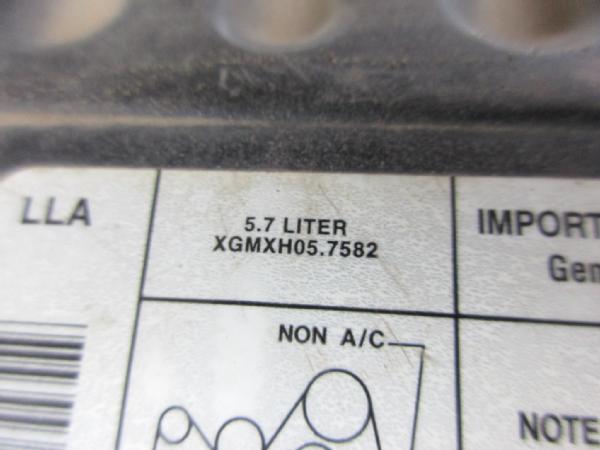 LLA
5.7 LITER
XGMXH05.7582
IMPORT
Gen
NON A/C
NOTE